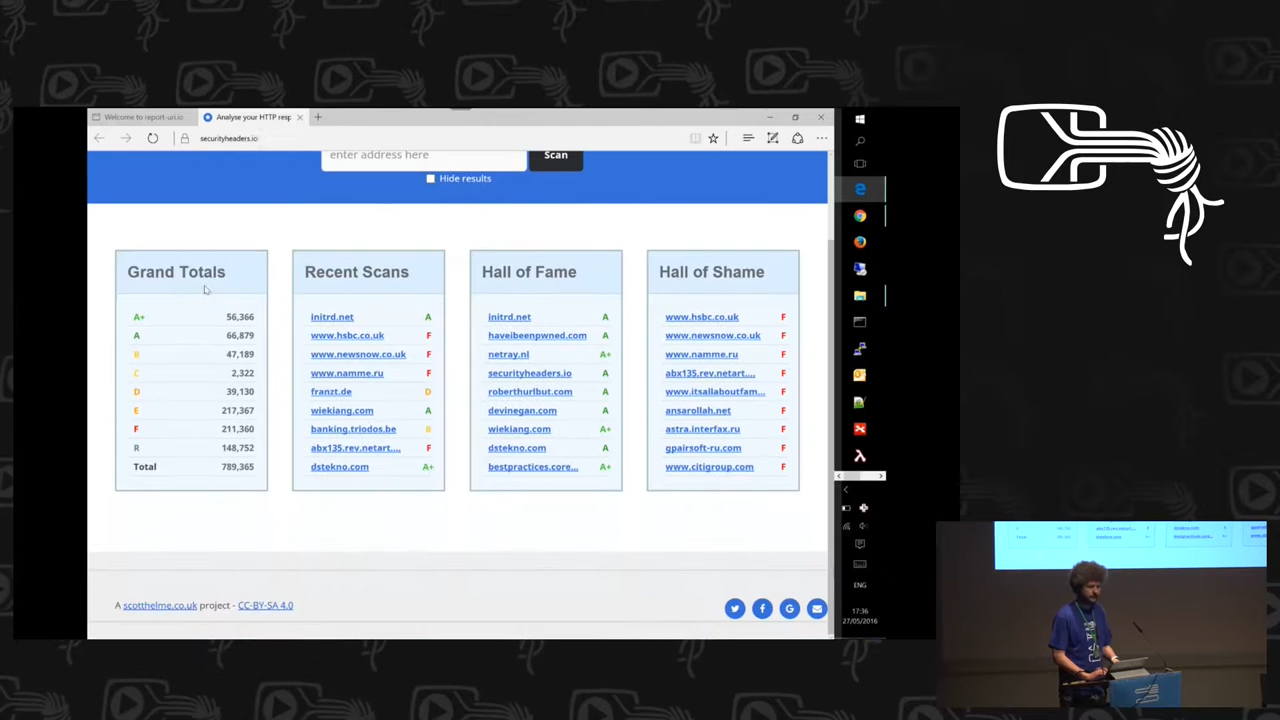 Welcome to report-uri.io
Analyse your HTTP resp
securityheaders.io
enter address here
Scan
Hide results
Grand Totals
A+ 56,366
A 66,879
B 47,189
C 2,322
D 39,130
E 217,367
F 211,360
R 148,752
Total 789,365
Recent Scans
initrd.net A
www.hsbc.co.uk F
www.newsnow.co.uk F
www.namme.ru F
franzt.de D
wiekiang.com A
banking.triodos.be B
abx135.rev.netart.... F
dstekno.com A+
Hall of Fame
initrd.net A
haveibeenpwned.com A
netray.nl A+
securityheaders.io A
roberthurlbut.com A
devinegan.com A
wiekiang.com A+
dstekno.com A
bestpractices.core... A+
Hall of Shame
www.hsbc.co.uk F
www.newsnow.co.uk F
www.namme.ru F
abx135.rev.netart.... F
www.itsallaboutfam... F
ansarollah.net F
astra.interfax.ru F
gpairsoft-ru.com F
www.citigroup.com F
A scotthelme.co.uk project - CC-BY-SA 4.0
ENG
17:36
27/05/2016